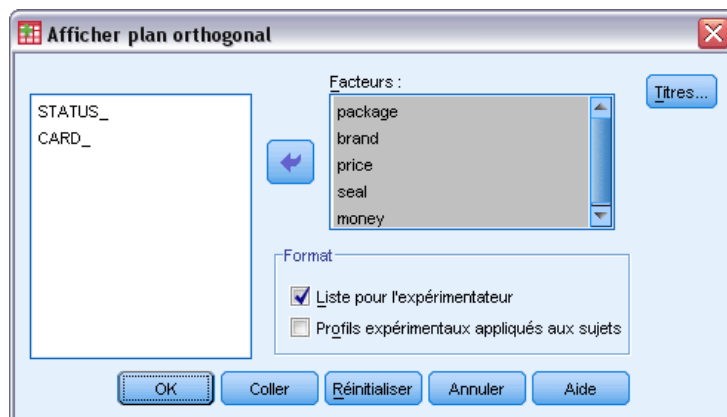 Afficher plan orthogonal
STATUS_
CARD_
Facteurs :
package
brand
price
seal
money
Titres...
Format
Liste pour l'expérimentateur
Profils expérimentaux appliqués aux sujets
OK
Coller
Réinitialiser
Annuler
Aide